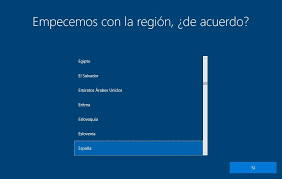 Empecemos con la región, ¿de acuerdo?
Egipto
El Salvador
Emiratos Árabes Unidos
Eritrea
Eslovaquia
Eslovenia
España
Sí